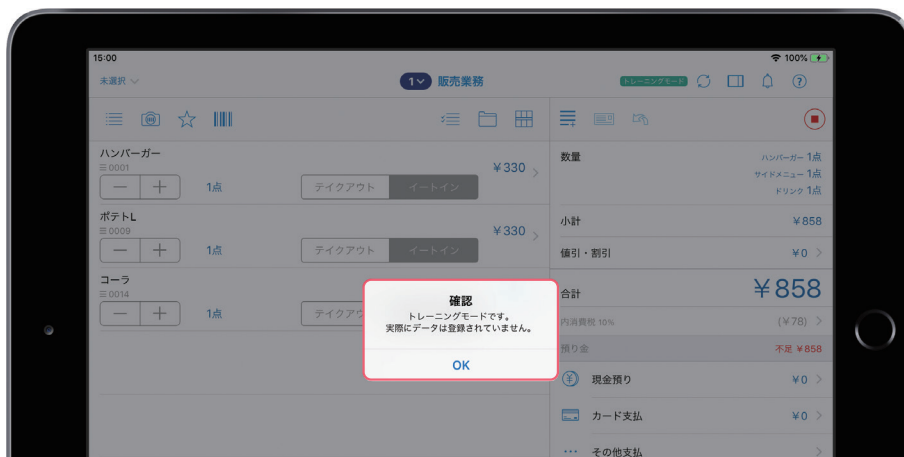 15:00
100%
未選択
1 販売業務
トレーニングモード
ハンバーガー
0001
1点
テイクアウト イートイン
¥330
ポテトL
0009
1点
テイクアウト イートイン
¥330
コーラ
0014
1点
テイクアウ
数量
ハンバーガー 1点
サイドメニュー 1点
ドリンク 1点
小計 ¥858
値引・割引 ¥0
合計 ¥858
内消費税 10% (¥78)
預り金 不足 ¥858
現金預り ¥0
カード支払 ¥0
その他支払
確認
トレーニングモードです。
実際にデータは登録されていません。
OK